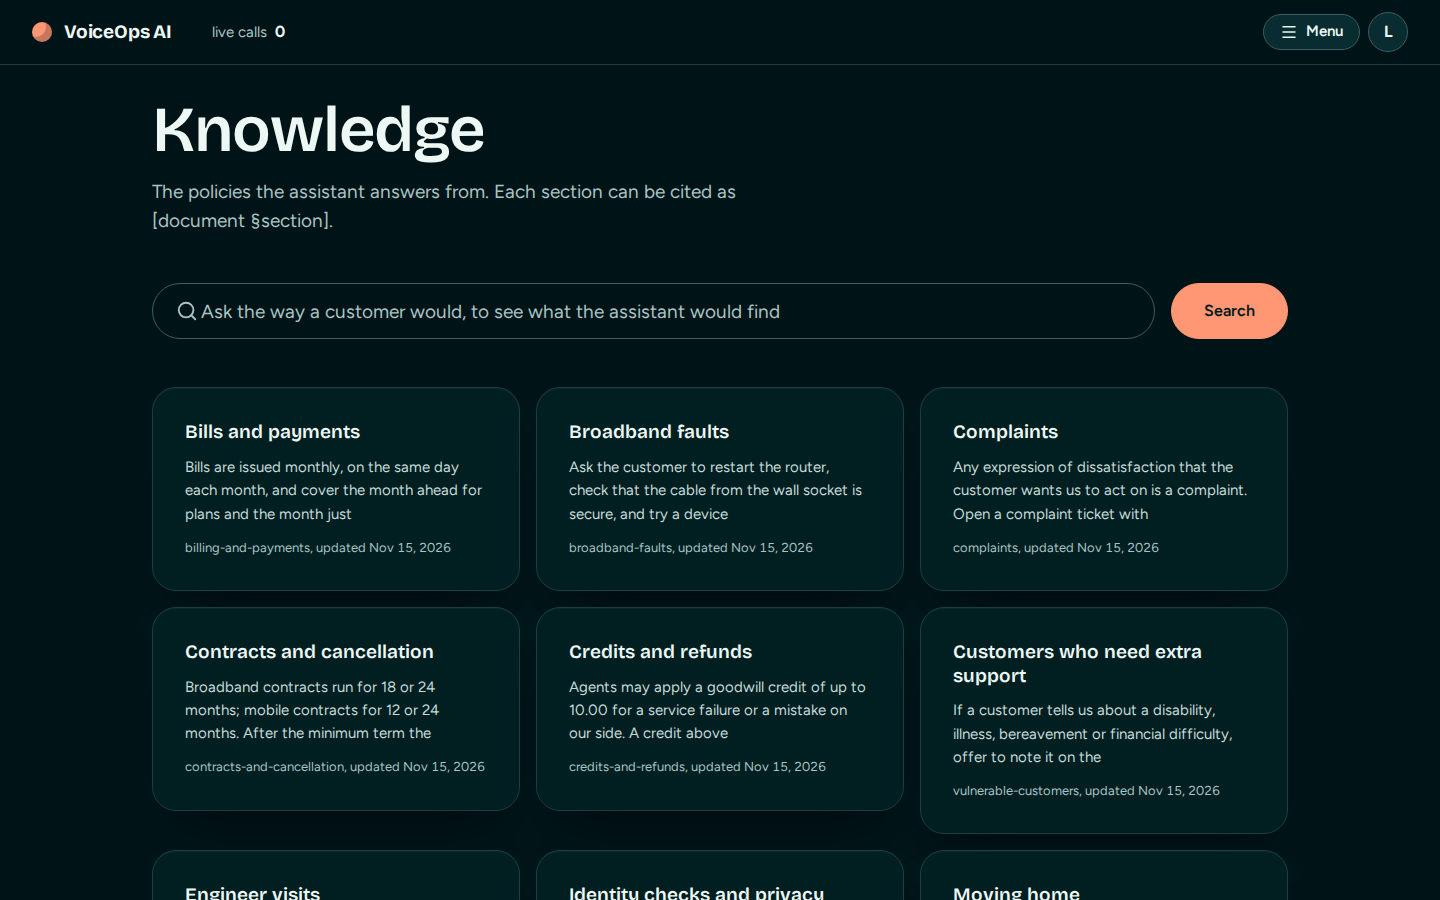 VoiceOps AI
live calls 0
Menu
L
Knowledge
The policies the assistant answers from. Each section can be cited as
[document §section].
Ask the way a customer would, to see what the assistant would find
Search
Bills and payments
Bills are issued monthly, on the same day
each month, and cover the month ahead for
plans and the month just
billing-and-payments, updated Nov 15, 2026
Broadband faults
Ask the customer to restart the router,
check that the cable from the wall socket is
secure, and try a device
broadband-faults, updated Nov 15, 2026
Complaints
Any expression of dissatisfaction that the
customer wants us to act on is a complaint.
Open a complaint ticket with
complaints, updated Nov 15, 2026
Contracts and cancellation
Broadband contracts run for 18 or 24
months; mobile contracts for 12 or 24
months. After the minimum term the
contracts-and-cancellation, updated Nov 15, 2026
Credits and refunds
Agents may apply a goodwill credit of up to
10.00 for a service failure or a mistake on
our side. A credit above
credits-and-refunds, updated Nov 15, 2026
Customers who need extra
support
If a customer tells us about a disability,
illness, bereavement or financial difficulty,
offer to note it on the
vulnerable-customers, updated Nov 15, 2026
Engineer visits
Identity checks and privacy
Moving home